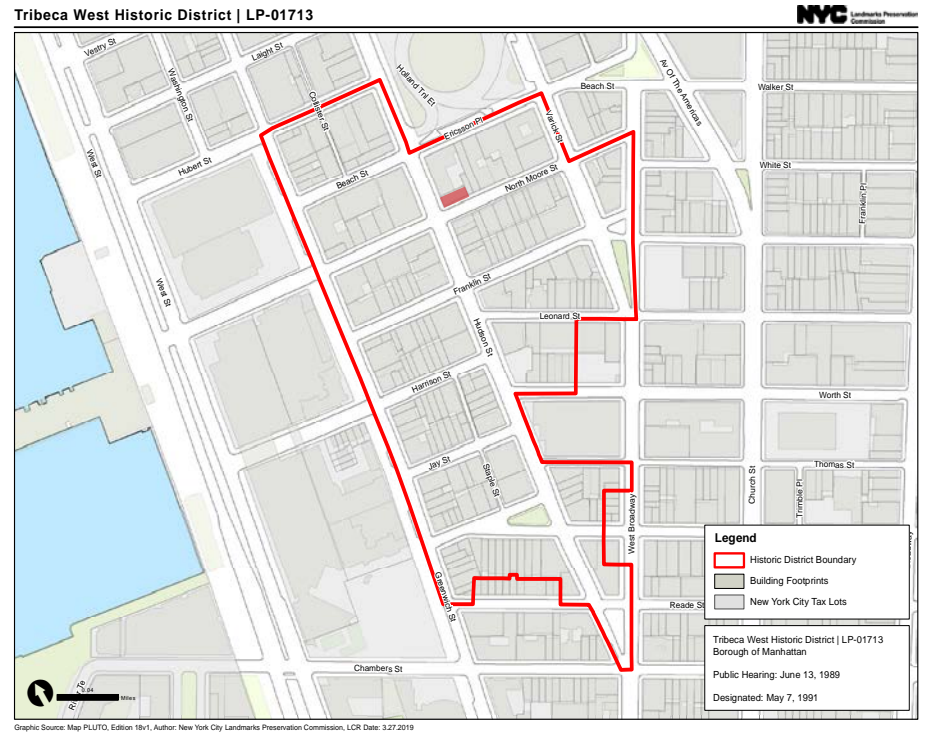 Tribeca West Historic District | LP-01713
NYC Landmarks Preservation
Commission
Vestry St
Laight St
Washington St
Collister St
Holland Tnl Et
Beach St
Av Of The Americas
Walker St
Ericsson Pl
Varick St
West St
Hubert St
Beach St
North Moore St
White St
Franklin Pl
West St
Franklin St
Hudson St
Leonard St
Harrison St
Worth St
Jay St
Staple St
Thomas St
Church St
Trimble Pl
West Broadway
Greenwich St
Reade St
Chambers St
0.04
Miles
Legend
Historic District Boundary
Building Footprints
New York City Tax Lots
Tribeca West Historic District | LP-01713
Borough of Manhattan
Public Hearing: June 13, 1989
Designated: May 7, 1991
Graphic Source: Map PLUTO, Edition 18v1, Author: New York City Landmarks Preservation Commission, LCR Date: 3.27.2019